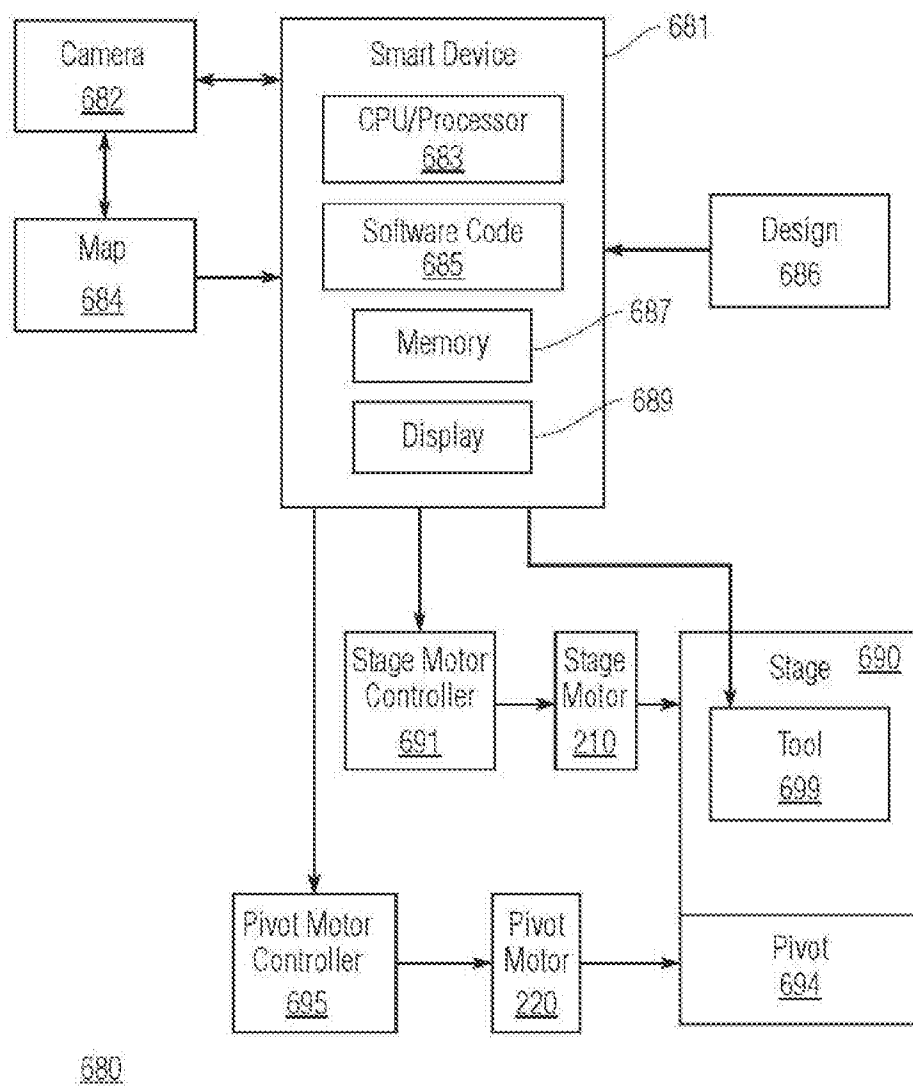 Camera
682
Smart Device
681
CPU/Processor
683
Software Code
685
Map
684
Design
686
Memory
687
Display
689
Stage Motor
Controller
691
Stage
Motor
210
Stage
690
Tool
699
Pivot Motor
Controller
695
Pivot
Motor
220
Pivot
694
680